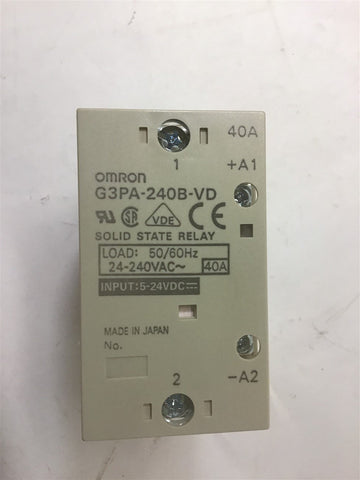 40A
1
+A1
OMRON
G3PA-240B-VD
VDE CE
SOLID STATE RELAY
LOAD: 50/60Hz
24-240VAC~ 40A
INPUT:5-24VDC⎓
MADE IN JAPAN
No.
2
-A2